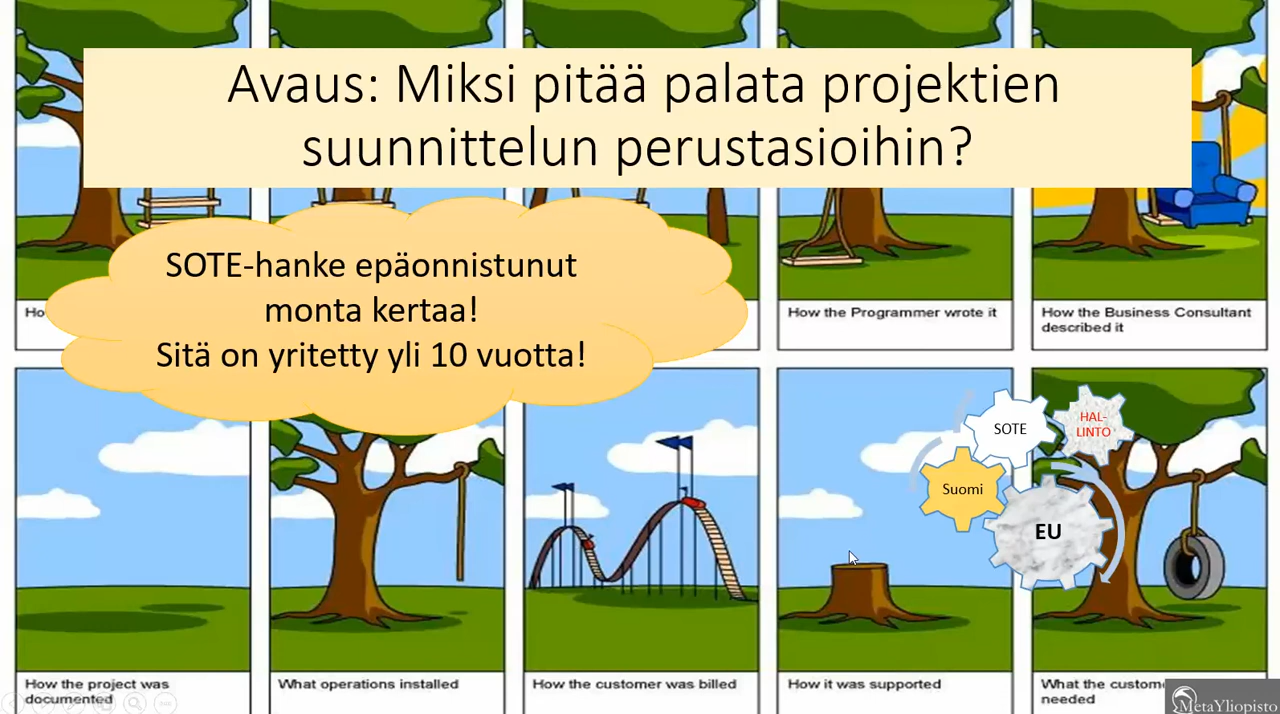 Avaus: Miksi pitää palata projektien
suunnittelun perustasioihin?
SOTE-hanke epäonnistunut
monta kertaa!
Sitä on yritetty yli 10 vuotta!
How the Programmer wrote it
How the Business Consultant
described it
SOTE
HAL-
LINTO
Suomi
EU
How the project was
documented
What operations installed
How the customer was billed
How it was supported
What the
needed
MetaYliopisto